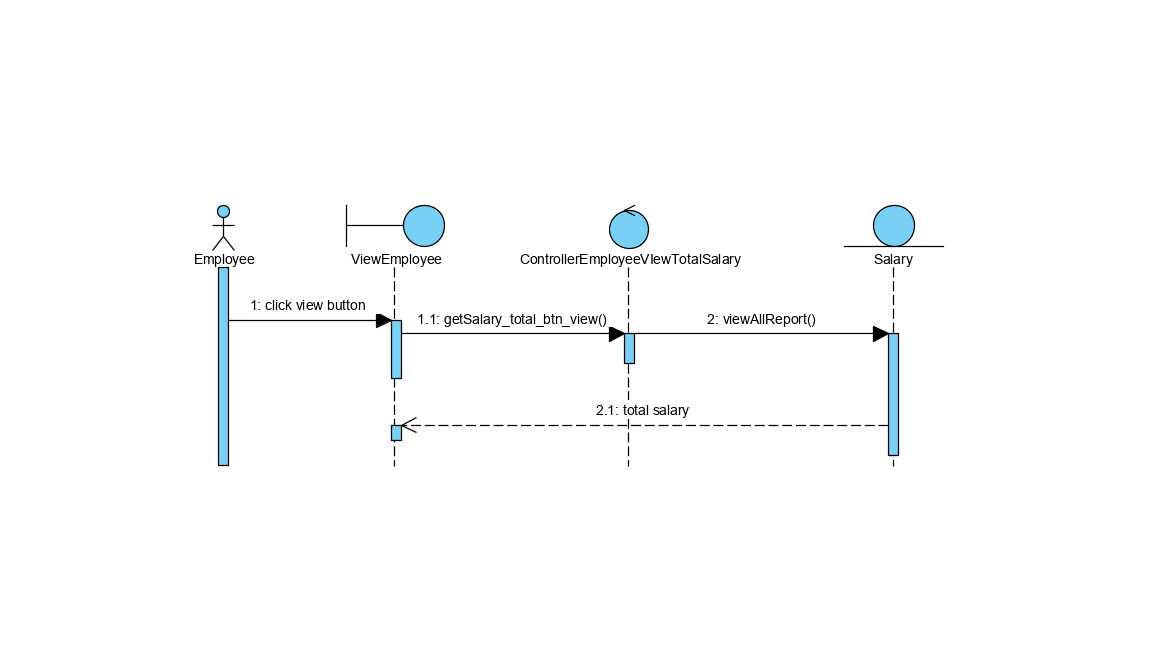 Employee
ViewEmployee
ControllerEmployeeVIewTotalSalary
Salary
1: click view button
1.1: getSalary_total_btn_view()
2: viewAllReport()
2.1: total salary